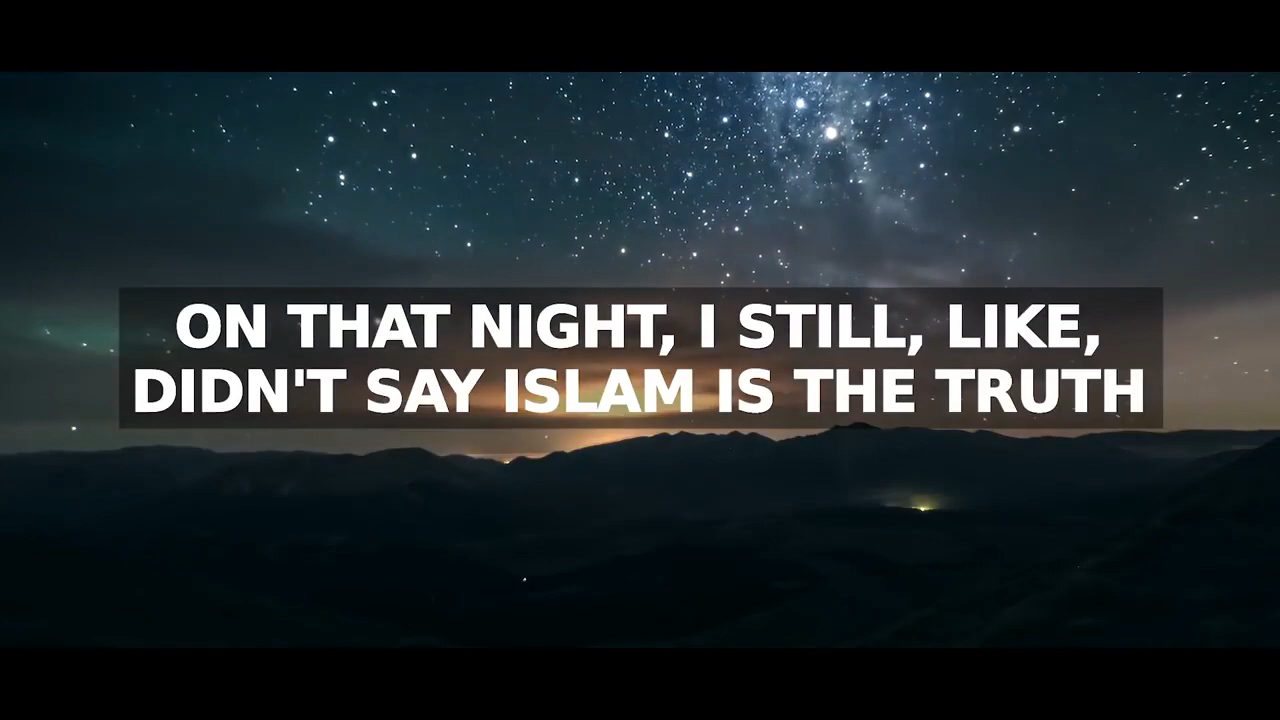 ON THAT NIGHT, I STILL, LIKE,
DIDN'T SAY ISLAM IS THE TRUTH